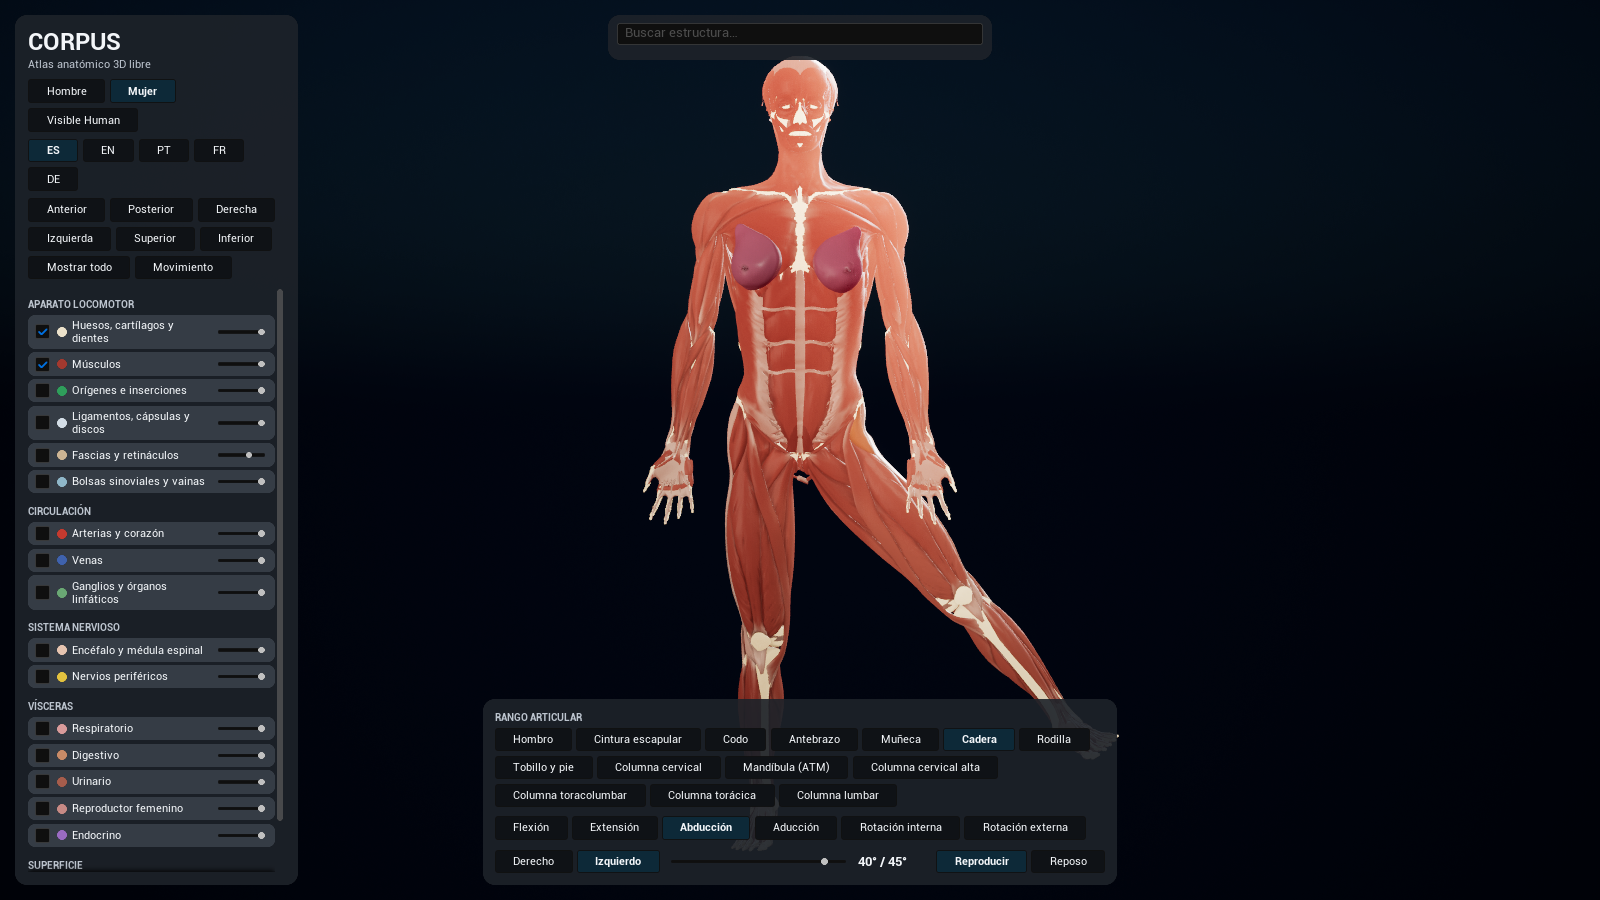 CORPUS
Atlas anatómico 3D libre
Hombre Mujer
Visible Human
ES EN PT FR
DE
Anterior Posterior Derecha
Izquierda Superior Inferior
Mostrar todo Movimiento
APARATO LOCOMOTOR
Huesos, cartílagos y
dientes
Músculos
Orígenes e inserciones
Ligamentos, cápsulas y
discos
Fascias y retináculos
Bolsas sinoviales y vainas
CIRCULACIÓN
Arterias y corazón
Venas
Ganglios y órganos
linfáticos
SISTEMA NERVIOSO
Encéfalo y médula espinal
Nervios periféricos
VÍSCERAS
Respiratorio
Digestivo
Urinario
Reproductor femenino
Endocrino
SUPERFICIE
Buscar estructura...
RANGO ARTICULAR
Hombro Cintura escapular Codo Antebrazo Muñeca Cadera Rodilla
Tobillo y pie Columna cervical Mandíbula (ATM) Columna cervical alta
Columna toracolumbar Columna torácica Columna lumbar
Flexión Extensión Abducción Aducción Rotación interna Rotación externa
Derecho Izquierdo 40° / 45° Reproducir Reposo